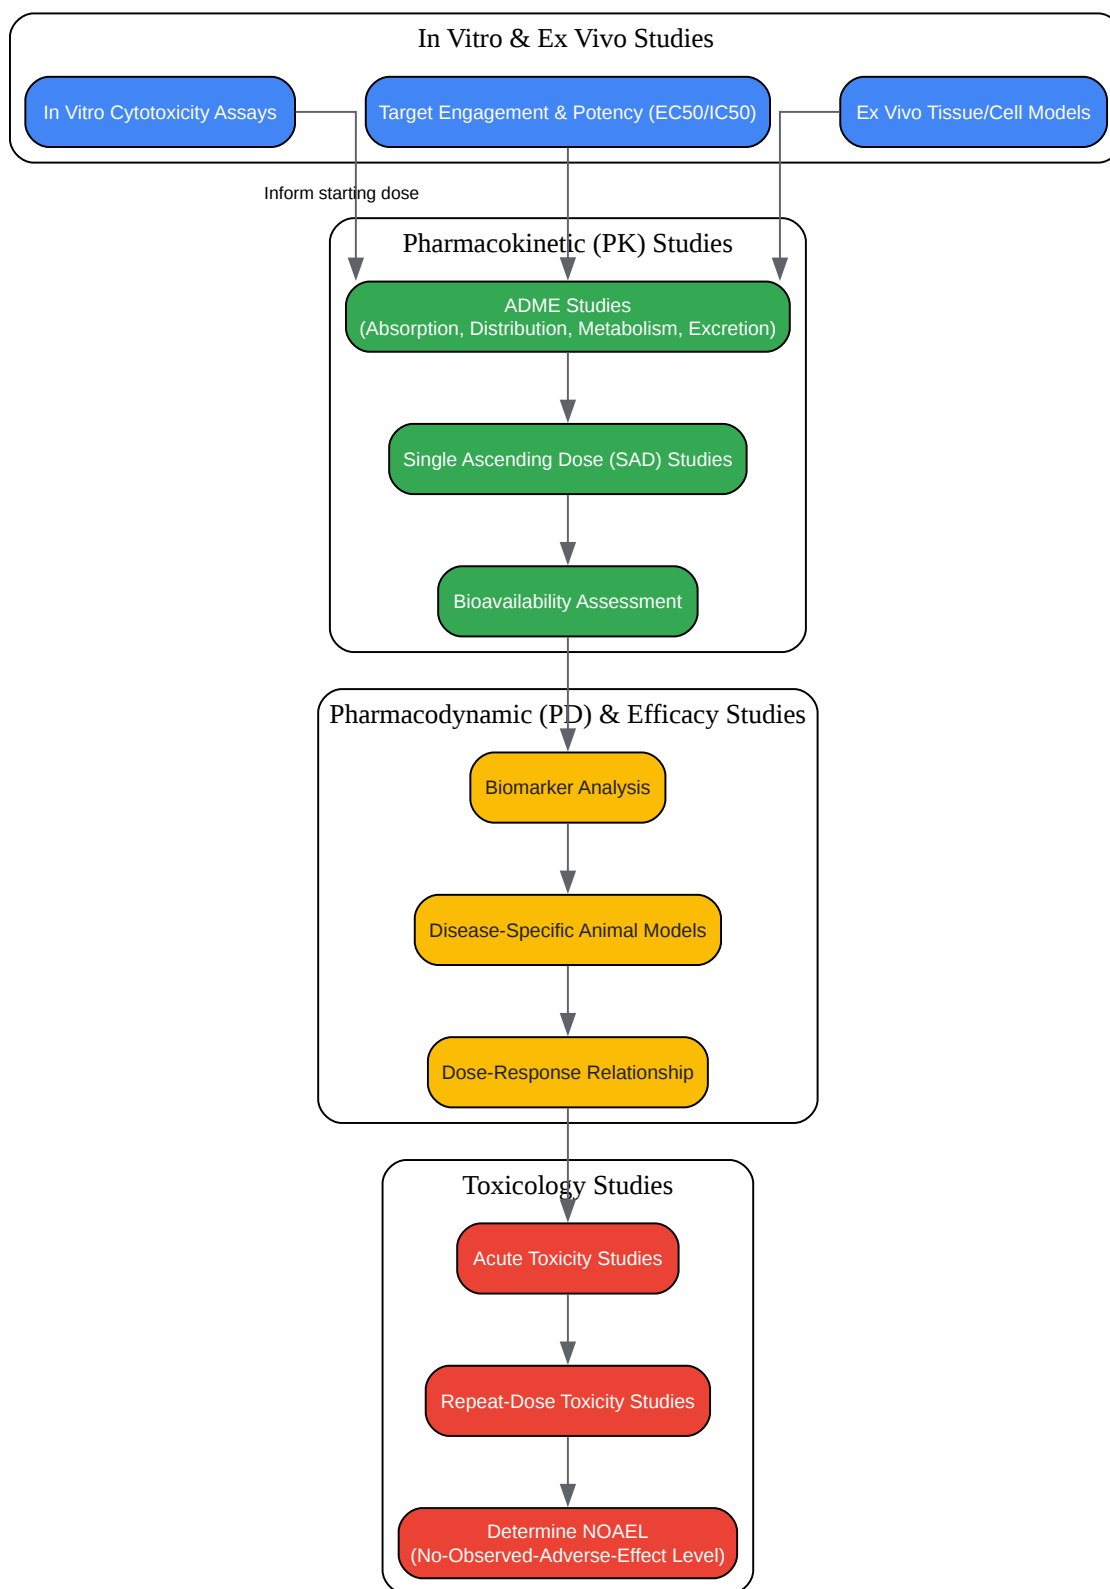 In Vitro & Ex Vivo Studies
In Vitro Cytotoxicity Assays
Target Engagement & Potency (EC50/IC50)
Ex Vivo Tissue/Cell Models
Inform starting dose
Pharmacokinetic (PK) Studies
ADME Studies
(Absorption, Distribution, Metabolism, Excretion)
Single Ascending Dose (SAD) Studies
Bioavailability Assessment
Pharmacodynamic (PD) & Efficacy Studies
Biomarker Analysis
Disease-Specific Animal Models
Dose-Response Relationship
Toxicology Studies
Acute Toxicity Studies
Repeat-Dose Toxicity Studies
Determine NOAEL
(No-Observed-Adverse-Effect Level)